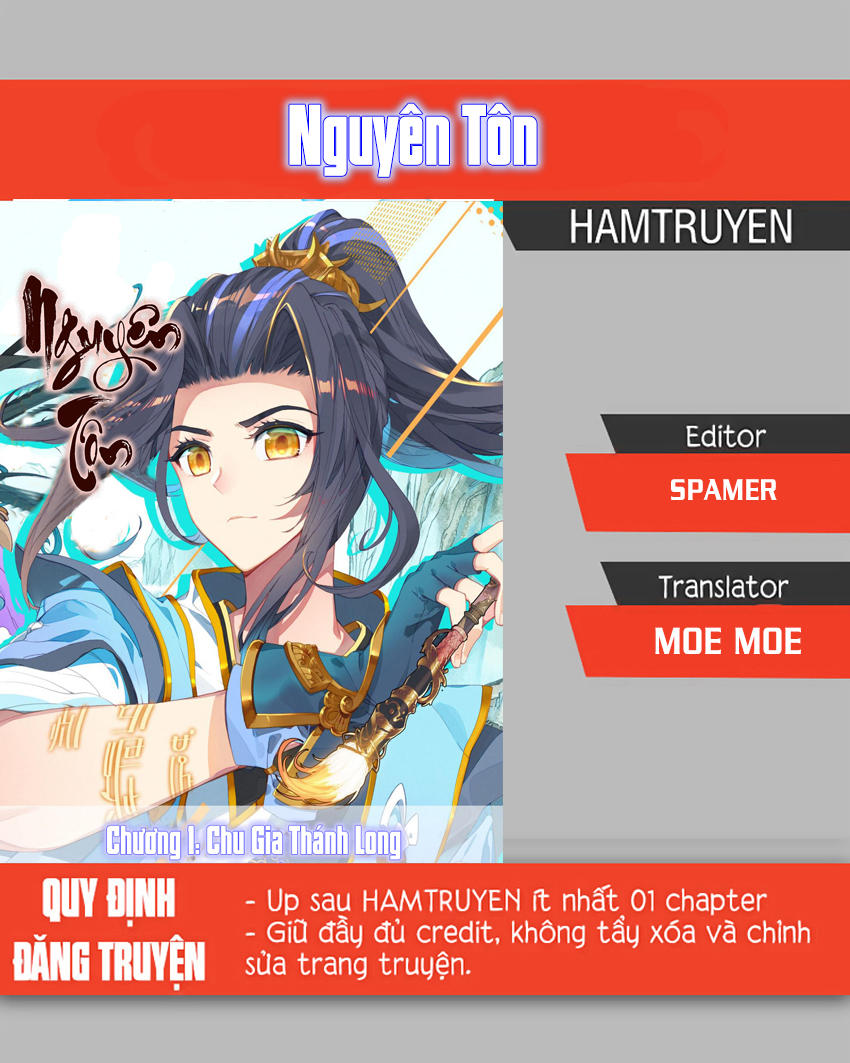 Nguyên Tôn
HAMTRUYEN
Nguyên
Tôn
Editor
SPAMER
Translator
MOE MOE
Chương 1: Chu Gia Thánh Long
QUY ĐỊNH
ĐĂNG TRUYỆN
- Up sau HAMTRUYEN ít nhất 01 chapter
- Giữ đầy đủ credit, không tẩy xóa và chỉnh
sửa trang truyện.